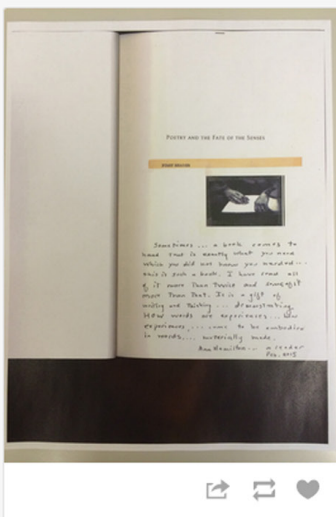 POETRY AND THE FATE OF THE SENSES
Sometimes ... a book comes to
hand that is exactly what you need
which you did not know you needed...
this is such a book. I have read all
of it more than twice and some of it
more than that. It is a gift of
writing and thinking... demonstrating
HOW words are experiences... how
experiences,... come to be embodied
in words... materially made.
Ann Hamilton... a reader
Feb. 2015